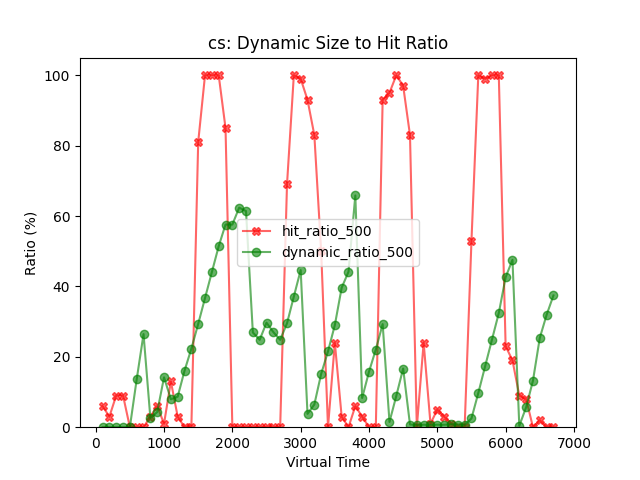 cs: Dynamic Size to Hit Ratio
Ratio (%)
100
80
60
40
20
0
hit_ratio_500
dynamic_ratio_500
0 1000 2000 3000 4000 5000 6000 7000
Virtual Time